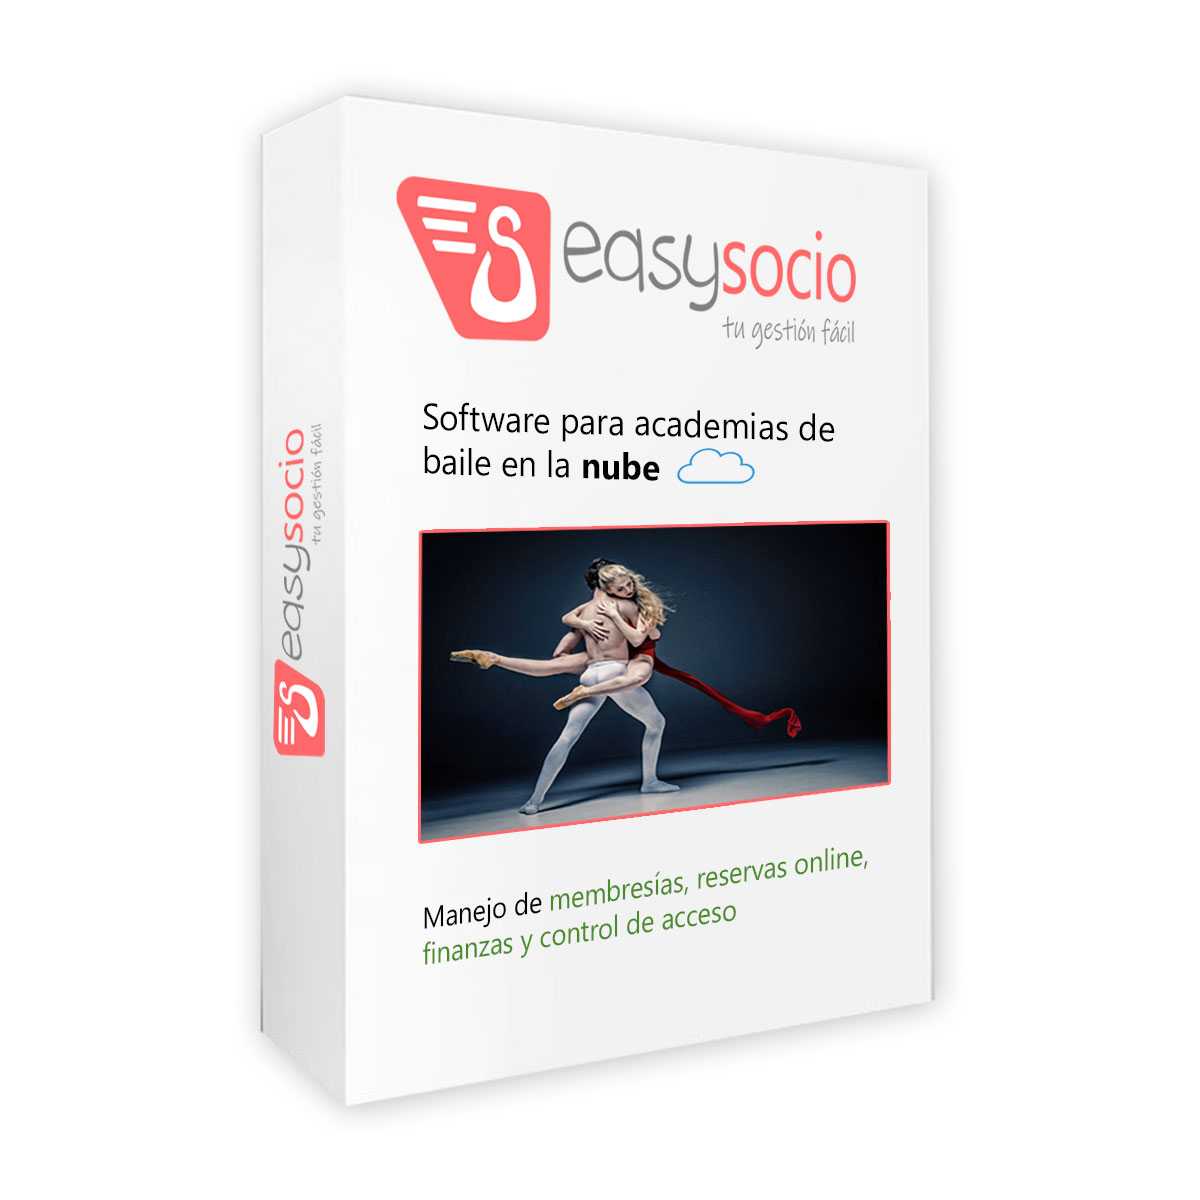 easysocio
tu gestión fácil
Software para academias de
baile en la nube
Manejo de membresías, reservas online,
finanzas y control de acceso
easysocio
tu gestión fácil